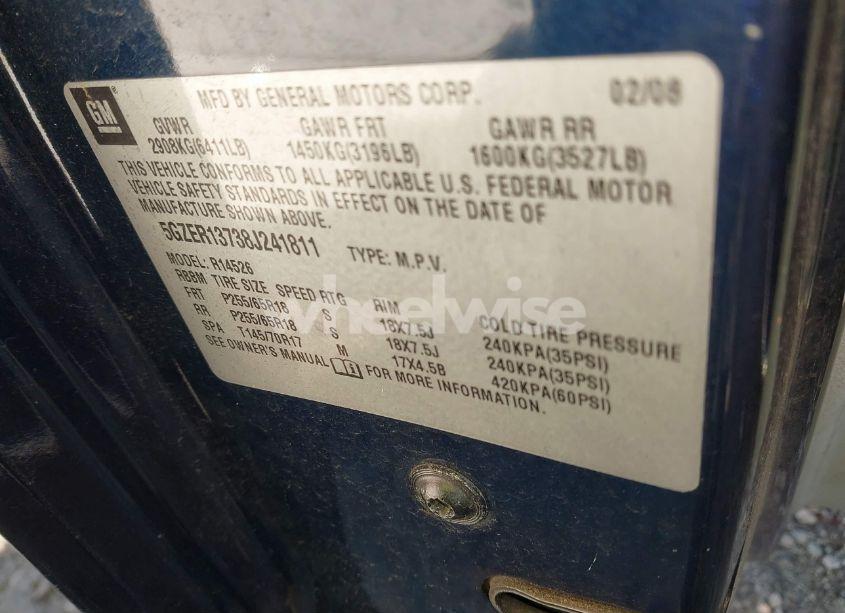 GM
MFD BY GENERAL MOTORS CORP. 02/08
GVWR GAWR FRT GAWR RR
2908KG(6411LB) 1450KG(3196LB) 1600KG(3527LB)
THIS VEHICLE CONFORMS TO ALL APPLICABLE U.S. FEDERAL MOTOR
VEHICLE SAFETY STANDARDS IN EFFECT ON THE DATE OF
MANUFACTURE SHOWN ABOVE.
5GZER13738J241811 TYPE: M.P.V.
MODEL: R14526
RBBM TIRE SIZE SPEED RTG RIM COLD TIRE PRESSURE
FRT P255/65R18 S 18X7.5J 240KPA(35PSI)
RR P255/65R18 S 18X7.5J 240KPA(35PSI)
SPA T145/70R17 M 17X4.5B 420KPA(60PSI)
SEE OWNER'S MANUAL FOR MORE INFORMATION.
wheelwise